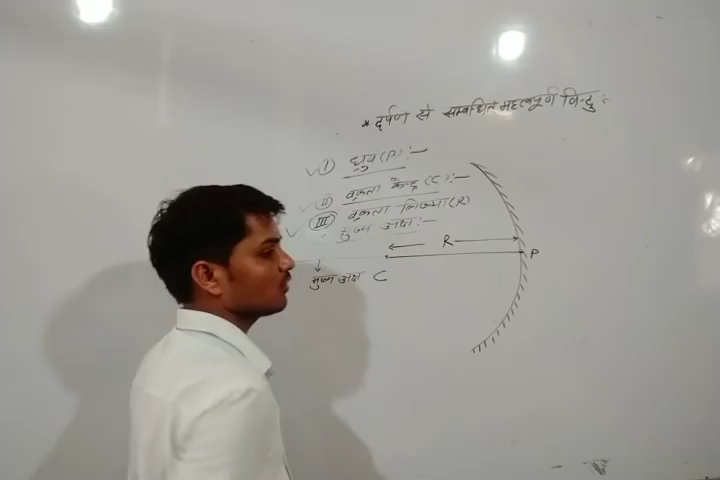 * दर्पण से सम्बन्धित महत्वपूर्ण बिन्दु :-
I ध्रुव (P) :-
II वक्रता केन्द्र (C) :-
III वक्रता त्रिज्या (R)
मुख्य अक्ष :-
R
P
मुख्य अक्ष C